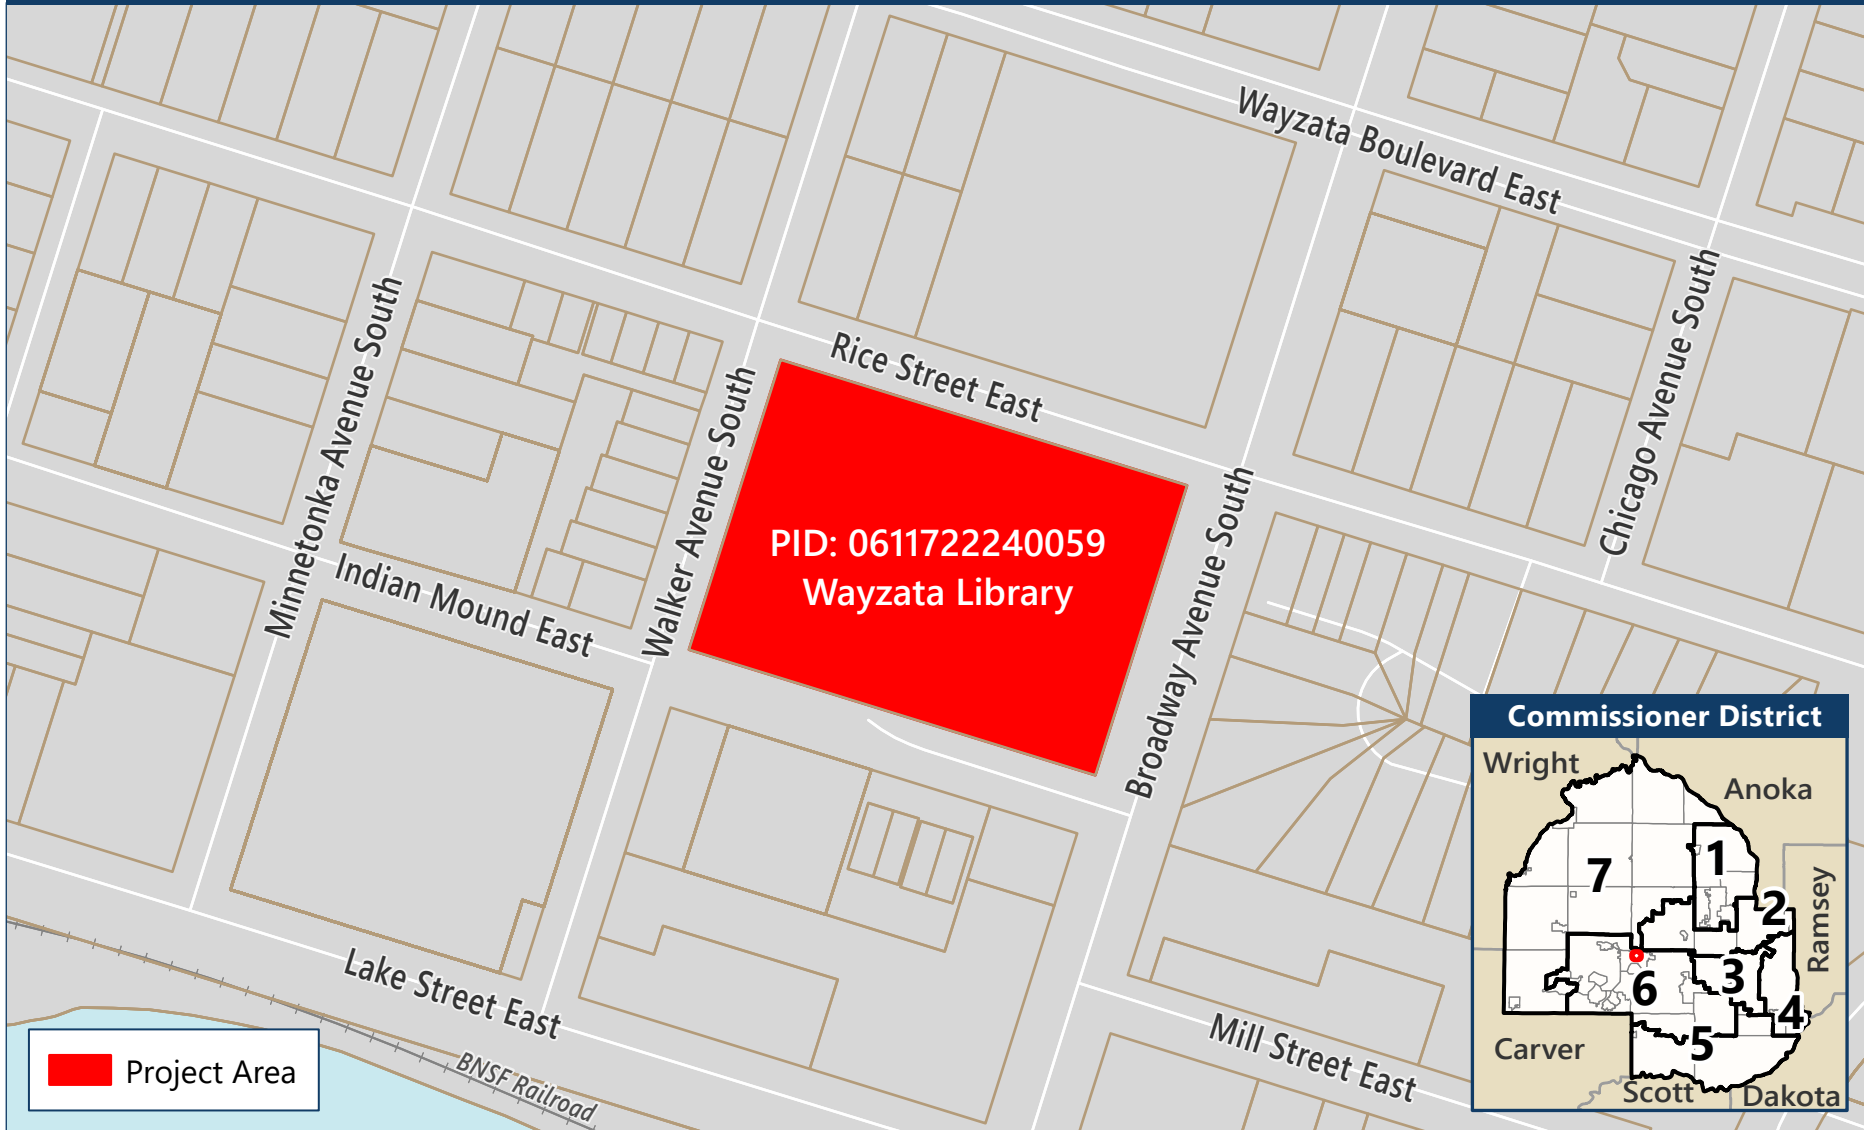 Wayzata Boulevard East
Rice Street East
Minnetonka Avenue South
Walker Avenue South
Chicago Avenue South
PID: 0611722240059
Wayzata Library
Indian Mound East
Broadway Avenue South
Lake Street East
BNSF Railroad
Mill Street East
Project Area
Commissioner District
Wright
Anoka
1
7
2
Ramsey
3
6
4
5
Carver
Scott
Dakota